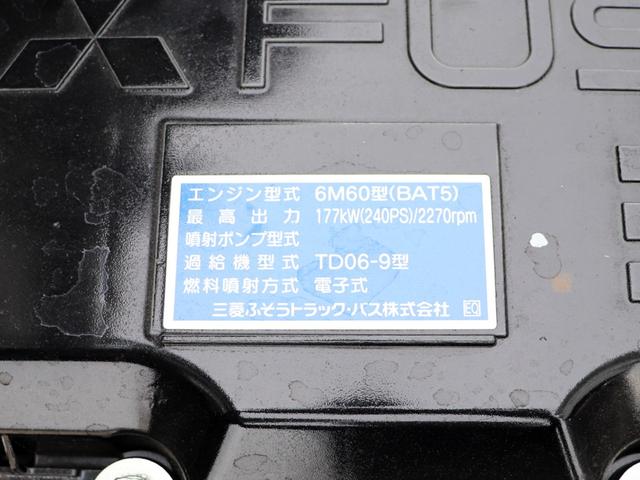 FUS
エンジン型式 6M60型(BAT5)
最高出力 177kW(240PS)/2270rpm
噴射ポンプ型式
過給機型式 TD06-9型
燃料噴射方式 電子式
三菱ふそうトラック・バス株式会社 EQ